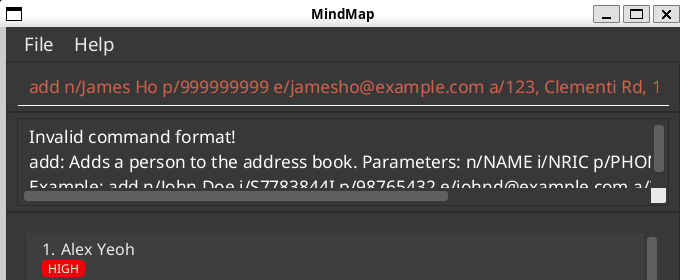 MindMap
File Help
add n/James Ho p/999999999 e/jamesho@example.com a/123, Clementi Rd, 1
Invalid command format!
add: Adds a person to the address book. Parameters: n/NAME i/NRIC p/PHON
Example: add n/John Doe i/S7783844I p/98765432 e/johnd@example.com a/
1. Alex Yeoh
HIGH